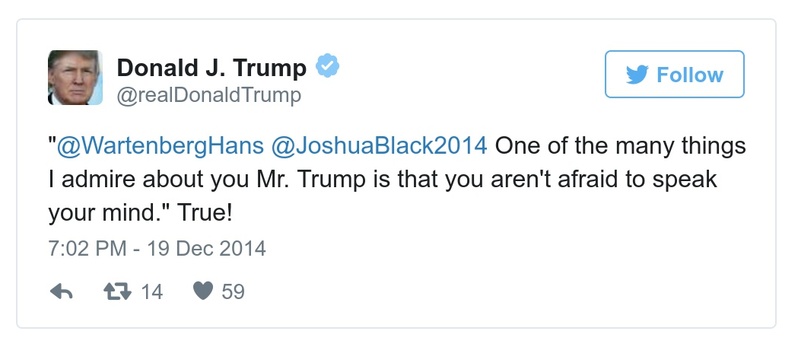 Donald J. Trump
@realDonaldTrump
Follow
"@WartenbergHans @JoshuaBlack2014 One of the many things
I admire about you Mr. Trump is that you aren't afraid to speak
your mind." True!
7:02 PM - 19 Dec 2014
14 59